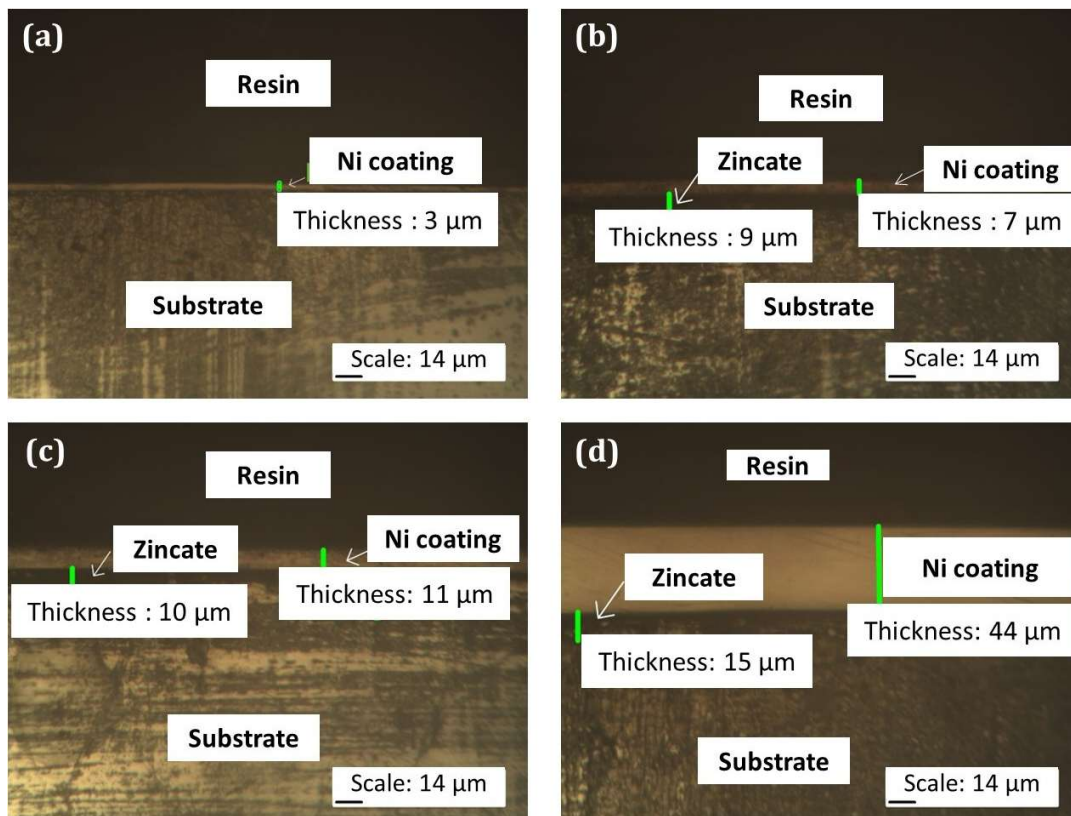 (a)
Resin
Ni coating
Thickness : 3 µm
Substrate
Scale: 14 µm
(b)
Resin
Zincate
Ni coating
Thickness : 9 µm
Thickness : 7 µm
Substrate
Scale: 14 µm
(c)
Resin
Zincate
Ni coating
Thickness : 10 µm
Thickness: 11 µm
Substrate
Scale: 14 µm
(d)
Resin
Zincate
Ni coating
Thickness: 15 µm
Thickness: 44 µm
Substrate
Scale: 14 µm